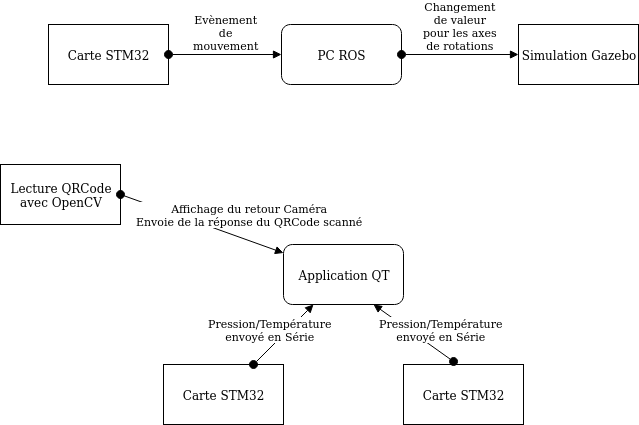 Changement
de valeur
pour les axes
de rotations
Evènement
de
mouvement
Carte STM32
PC ROS
Simulation Gazebo
Lecture QRCode
avec OpenCV
Affichage du retour Caméra
Envoie de la réponse du QRCode scanné
Application QT
Pression/Température
envoyé en Série
Pression/Température
envoyé en Série
Carte STM32
Carte STM32